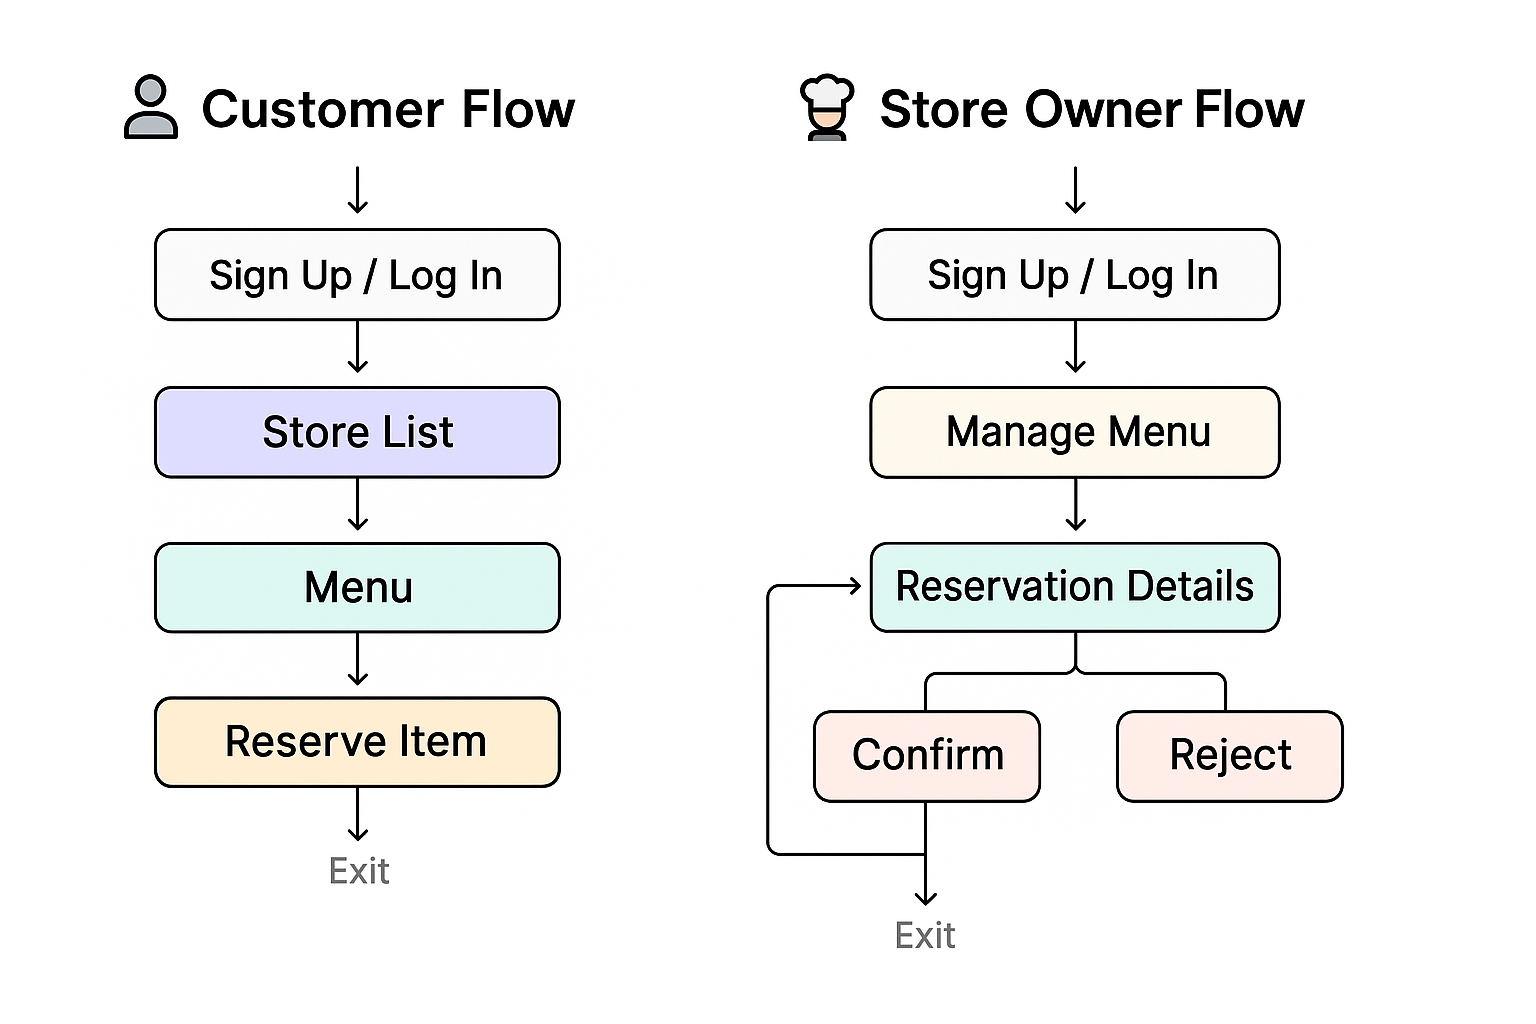 Customer Flow
Sign Up / Log In
Store List
Menu
Reserve Item
Exit
Store Owner Flow
Sign Up / Log In
Manage Menu
Reservation Details
Confirm
Reject
Exit